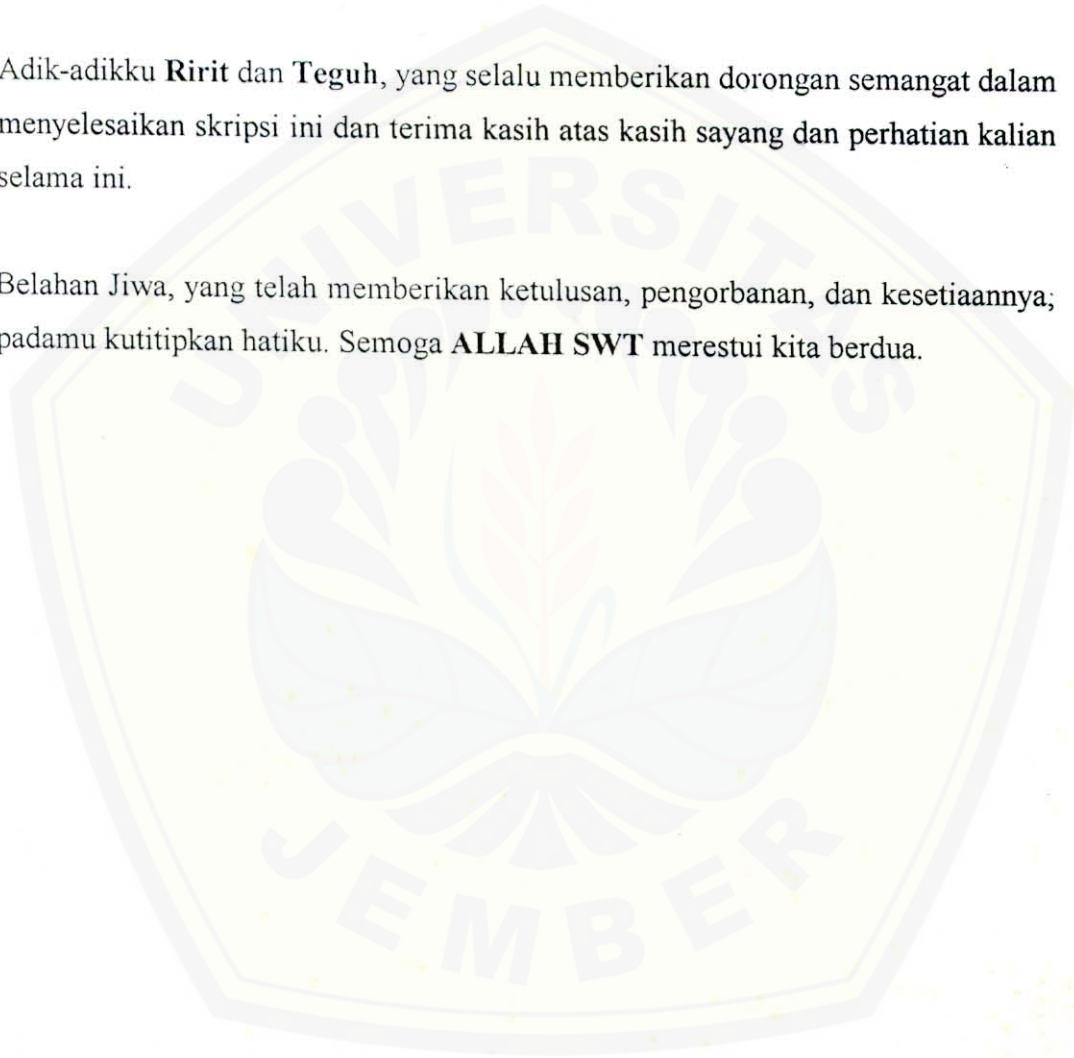 Adik-adikku Ririt dan Teguh, yang selalu memberikan dorongan semangat dalam
menyelesaikan skripsi ini dan terima kasih atas kasih sayang dan perhatian kalian
selama ini.
Belahan Jiwa, yang telah memberikan ketulusan, pengorbanan, dan kesetiaannya;
padamu kutitipkan hatiku. Semoga ALLAH SWT merestui kita berdua.
UNIVERSITAS
JEMBER